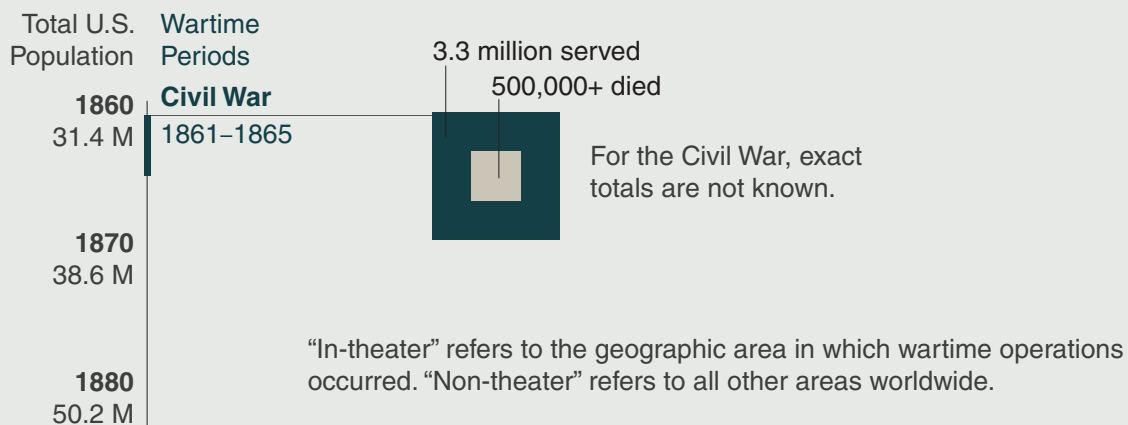 Total U.S.
Population
Wartime
Periods
3.3 million served
500,000+ died
1860
31.4 M
Civil War
1861–1865
For the Civil War, exact
totals are not known.
1870
38.6 M
“In-theater” refers to the geographic area in which wartime operations
occurred. “Non-theater” refers to all other areas worldwide.
1880
50.2 M